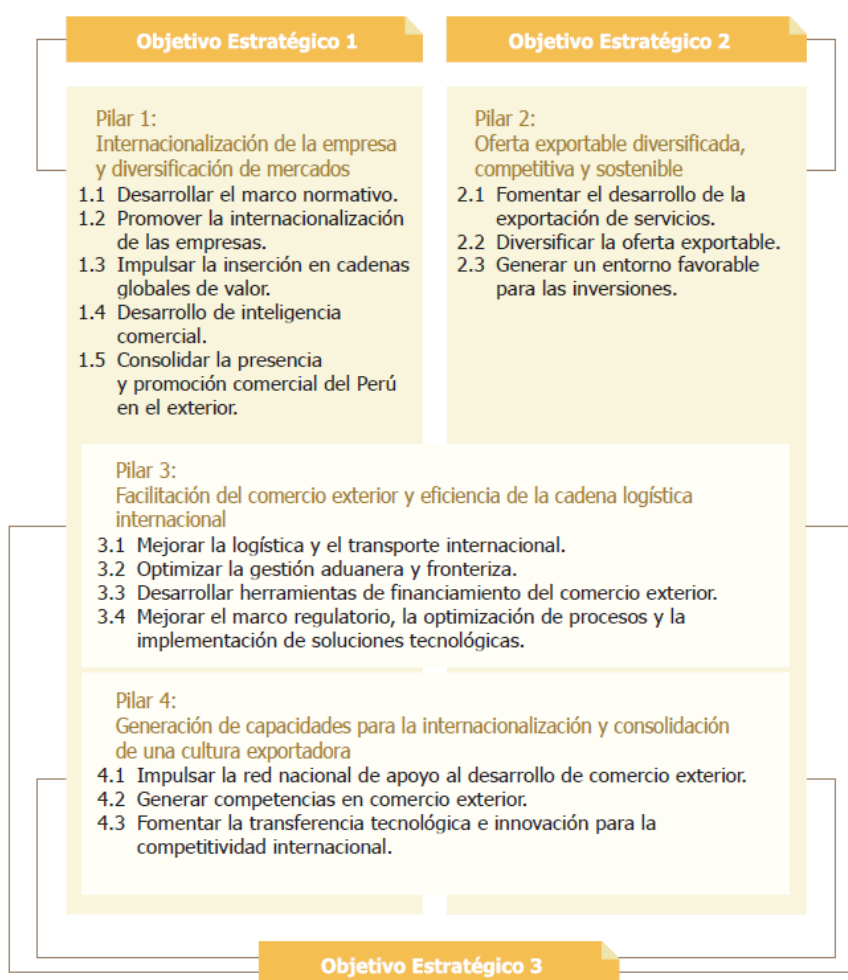 Objetivo Estratégico 1
Objetivo Estratégico 2
Pilar 1:
Internacionalización de la empresa
y diversificación de mercados
1.1 Desarrollar el marco normativo.
1.2 Promover la internacionalización
de las empresas.
1.3 Impulsar la inserción en cadenas
globales de valor.
1.4 Desarrollo de inteligencia
comercial.
1.5 Consolidar la presencia
y promoción comercial del Perú
en el exterior.
Pilar 2:
Oferta exportable diversificada,
competitiva y sostenible
2.1 Fomentar el desarrollo de la
exportación de servicios.
2.2 Diversificar la oferta exportable.
2.3 Generar un entorno favorable
para las inversiones.
Pilar 3:
Facilitación del comercio exterior y eficiencia de la cadena logística
internacional
3.1 Mejorar la logística y el transporte internacional.
3.2 Optimizar la gestión aduanera y fronteriza.
3.3 Desarrollar herramientas de financiamiento del comercio exterior.
3.4 Mejorar el marco regulatorio, la optimización de procesos y la
implementación de soluciones tecnológicas.
Pilar 4:
Generación de capacidades para la internacionalización y consolidación
de una cultura exportadora
4.1 Impulsar la red nacional de apoyo al desarrollo de comercio exterior.
4.2 Generar competencias en comercio exterior.
4.3 Fomentar la transferencia tecnológica e innovación para la
competitividad internacional.
Objetivo Estratégico 3